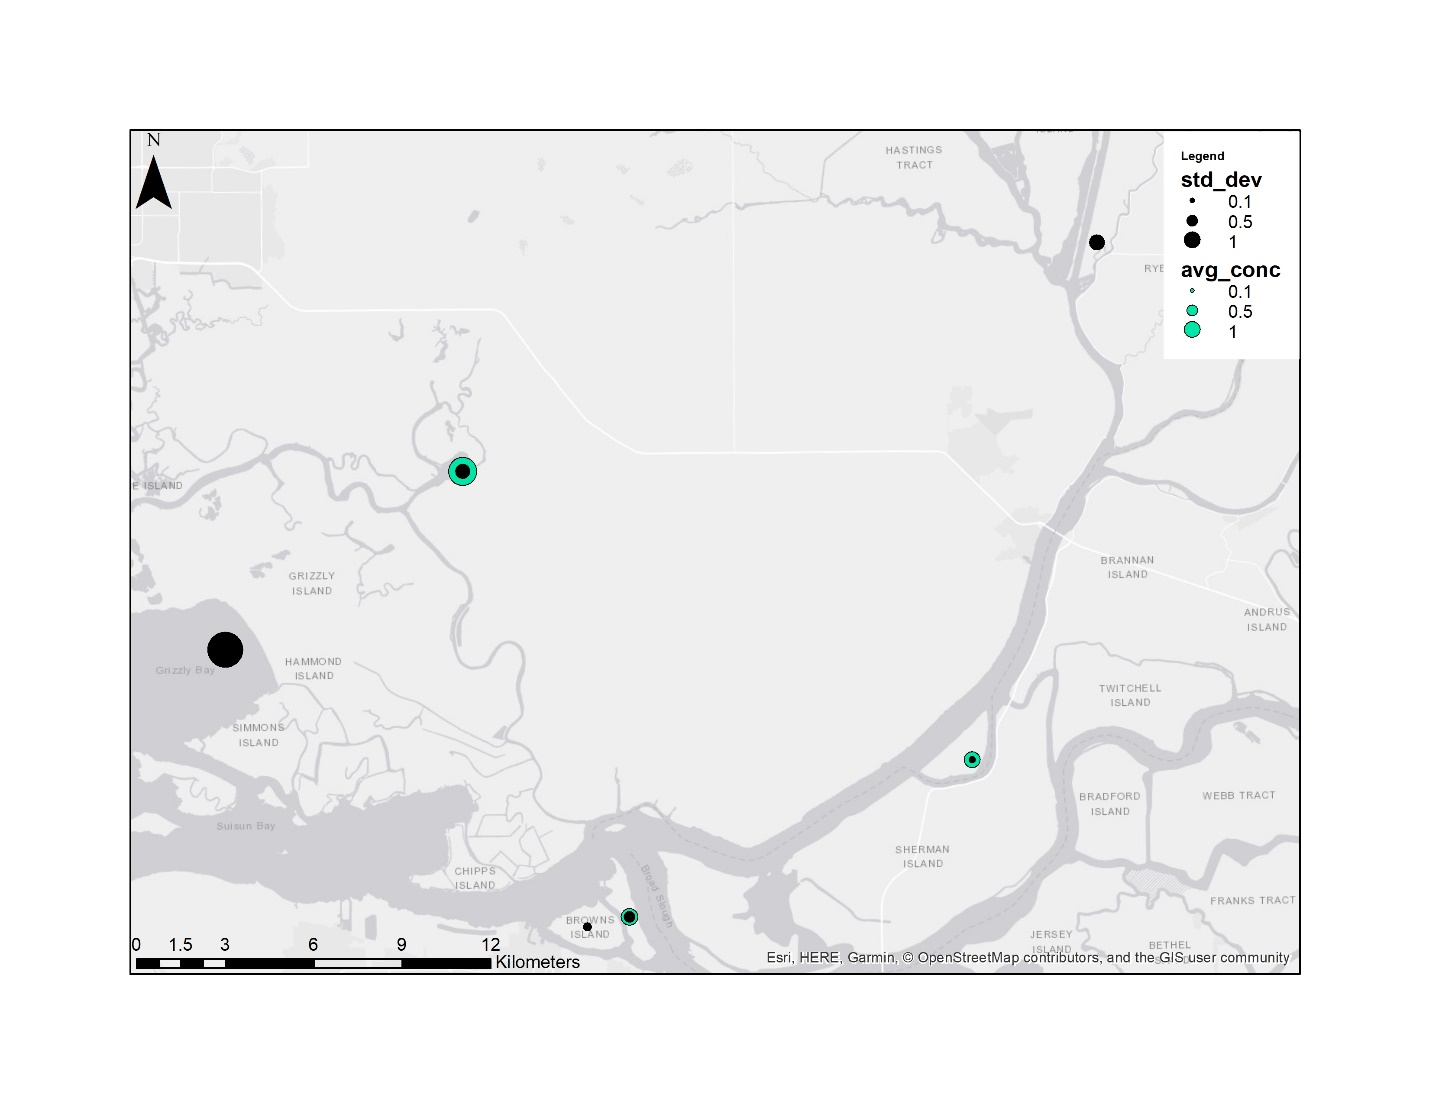 N
HASTINGS
TRACT
Legend
std_dev
0.1
0.5
1
RYE
avg_conc
0.1
0.5
1
E ISLAND
GRIZZLY
ISLAND
BRANNAN
ISLAND
ANDRUS
ISLAND
Grizzly Bay
HAMMOND
ISLAND
TWITCHELL
ISLAND
SIMMONS
ISLAND
BRADFORD
ISLAND
WEBB TRACT
Suisun Bay
SHERMAN
ISLAND
CHIPPS
ISLAND
Broad Slough
FRANKS TRACT
BROWNS
ISLAND
JERSEY
ISLAND
BETHEL
0 1.5 3 6 9 12
Kilometers
Esri, HERE, Garmin, © OpenStreetMap contributors, and the GIS user community